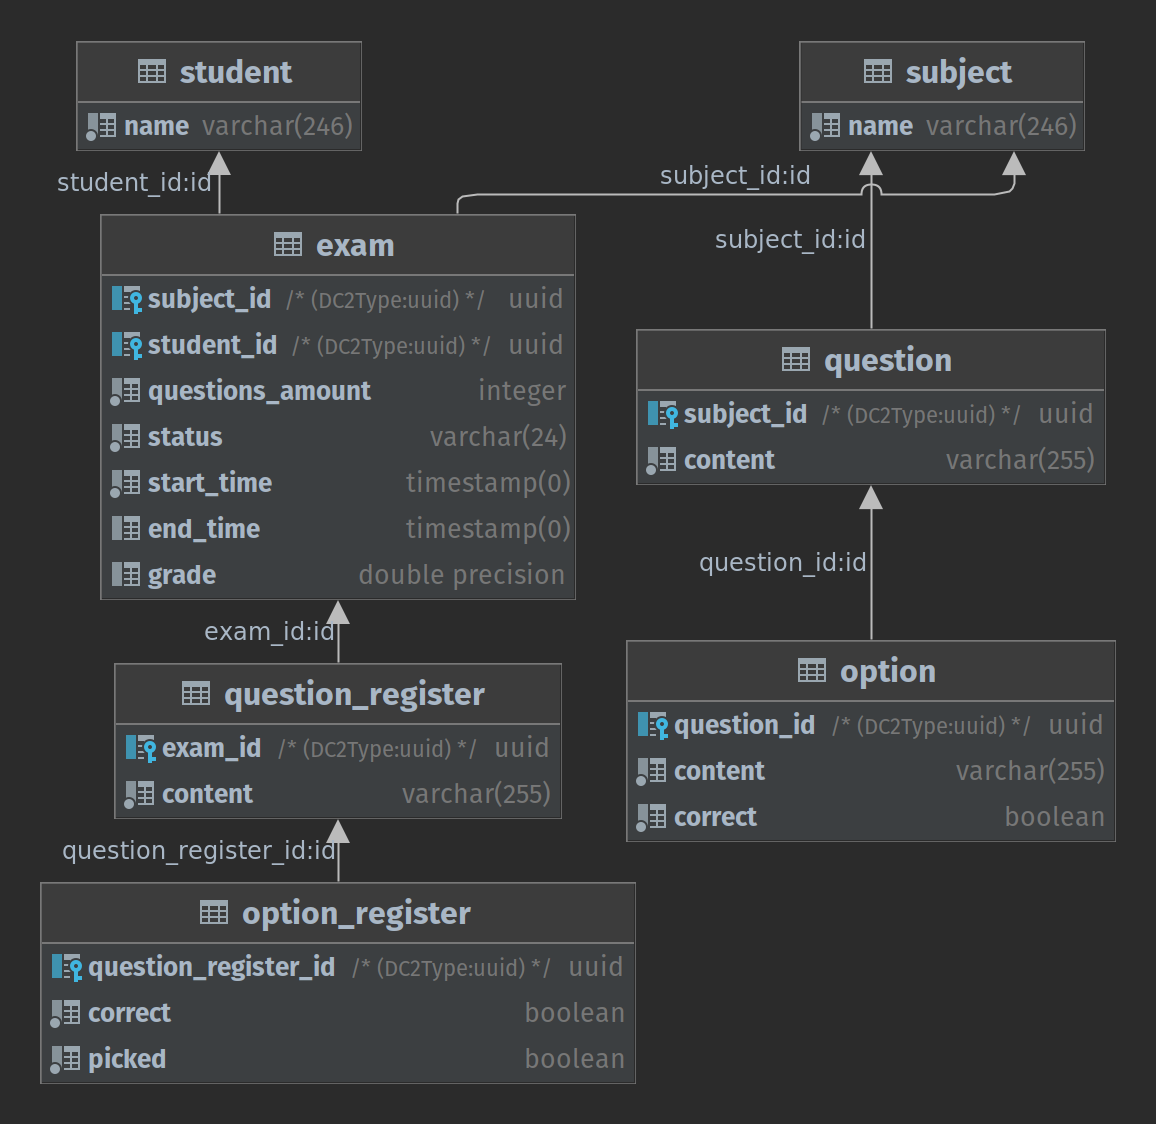 student
name varchar(246)
subject
name varchar(246)
student_id:id
subject_id:id
subject_id:id
exam
subject_id /* (DC2Type:uuid) */ uuid
student_id /* (DC2Type:uuid) */ uuid
questions_amount integer
status varchar(24)
start_time timestamp(0)
end_time timestamp(0)
grade double precision
question
subject_id /* (DC2Type:uuid) */ uuid
content varchar(255)
question_id:id
exam_id:id
question_register
exam_id /* (DC2Type:uuid) */ uuid
content varchar(255)
option
question_id /* (DC2Type:uuid) */ uuid
content varchar(255)
correct boolean
question_register_id:id
option_register
question_register_id /* (DC2Type:uuid) */ uuid
correct boolean
picked boolean